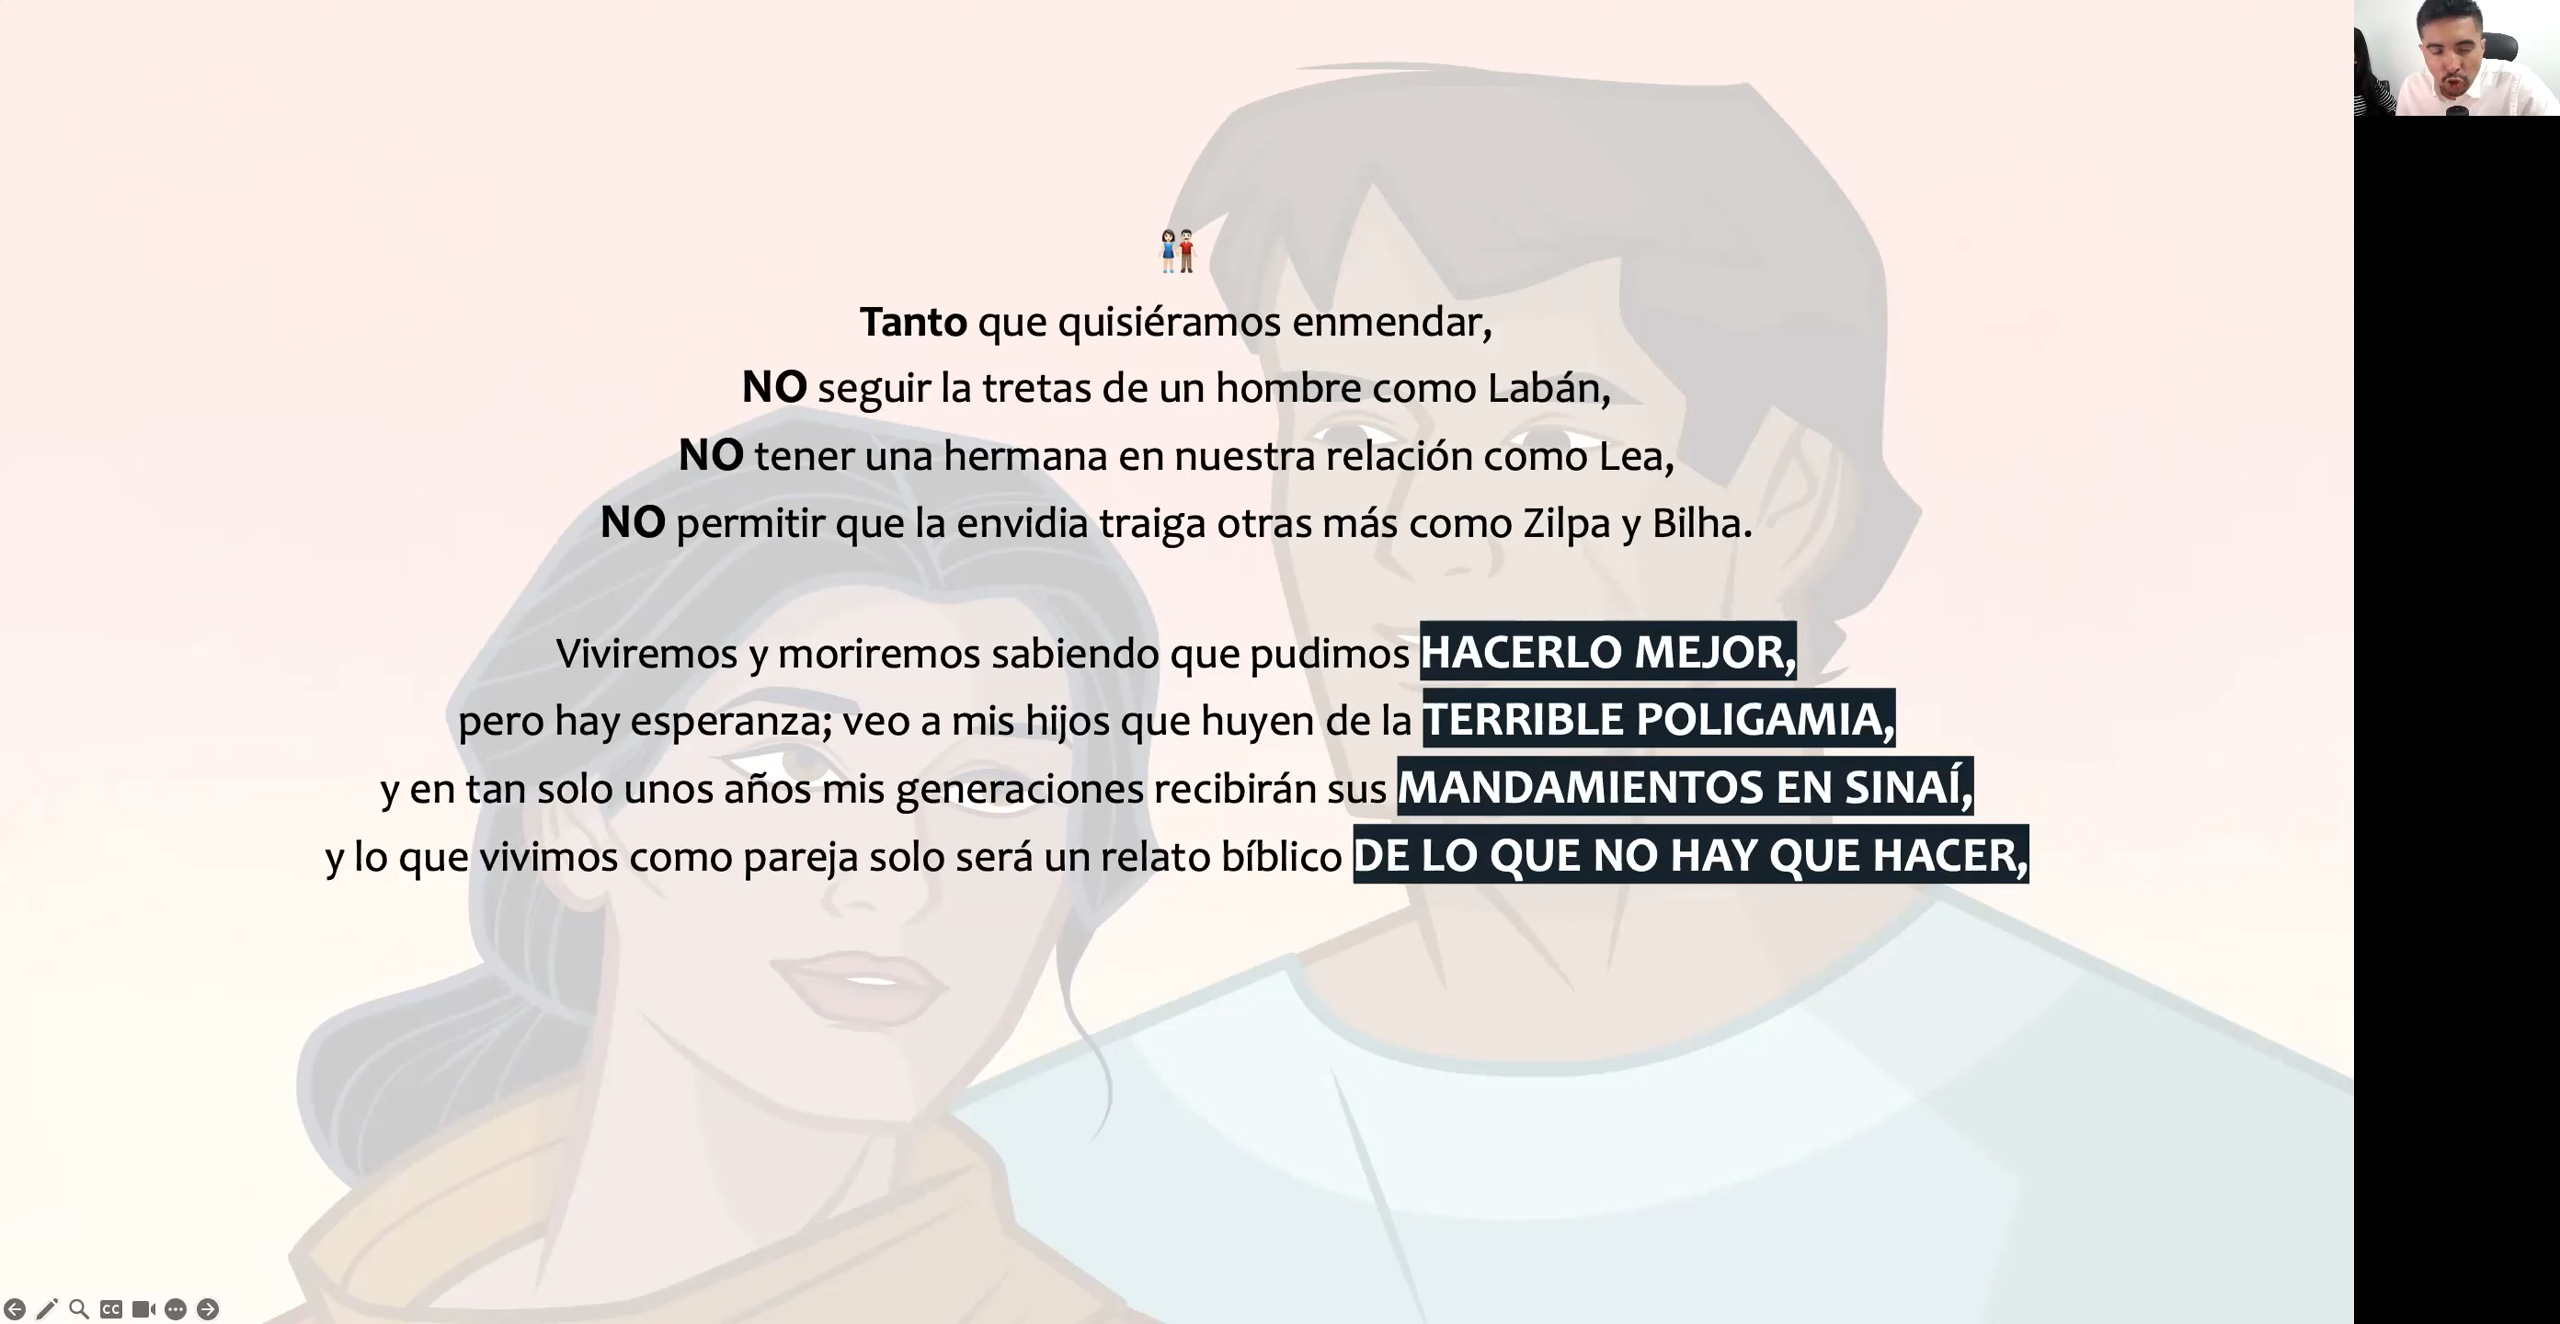 Tanto que quisiéramos enmendar,
NO seguir la tretas de un hombre como Labán,
NO tener una hermana en nuestra relación como Lea,
NO permitir que la envidia traiga otras más como Zilpa y Bilha.
Viviremos y moriremos sabiendo que pudimos HACERLO MEJOR,
pero hay esperanza; veo a mis hijos que huyen de la TERRIBLE POLIGAMIA,
y en tan solo unos años mis generaciones recibirán sus MANDAMIENTOS EN SINAÍ,
y lo que vivimos como pareja solo será un relato bíblico DE LO QUE NO HAY QUE HACER,
CC